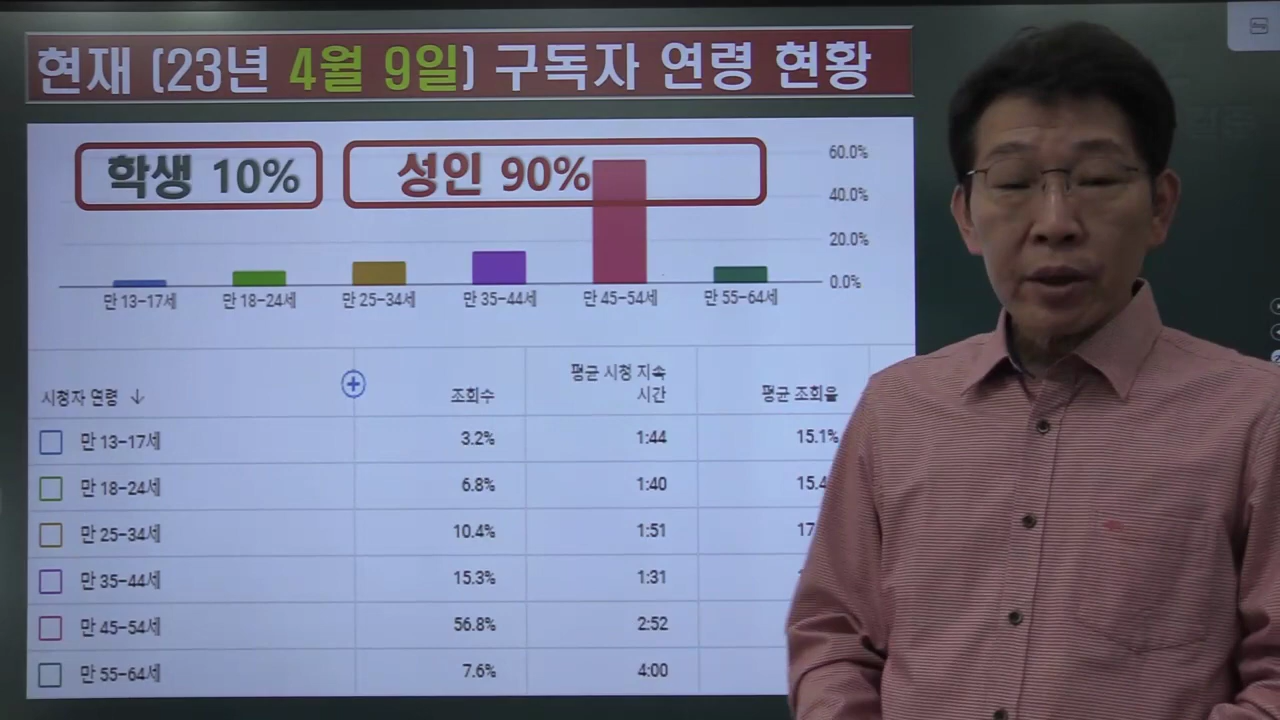 현재 (23년 4월 9일) 구독자 연령 현황
학생 10%
성인 90%
60.0%
40.0%
20.0%
0.0%
만 13-17세
만 18-24세
만 25-34세
만 35-44세
만 45-54세
만 55-64세
시청자 연령 ↓
조회수
평균 시청 지속
시간
평균 조회율
만 13-17세 3.2% 1:44 15.1%
만 18-24세 6.8% 1:40 15.4
만 25-34세 10.4% 1:51 17
만 35-44세 15.3% 1:31
만 45-54세 56.8% 2:52
만 55-64세 7.6% 4:00